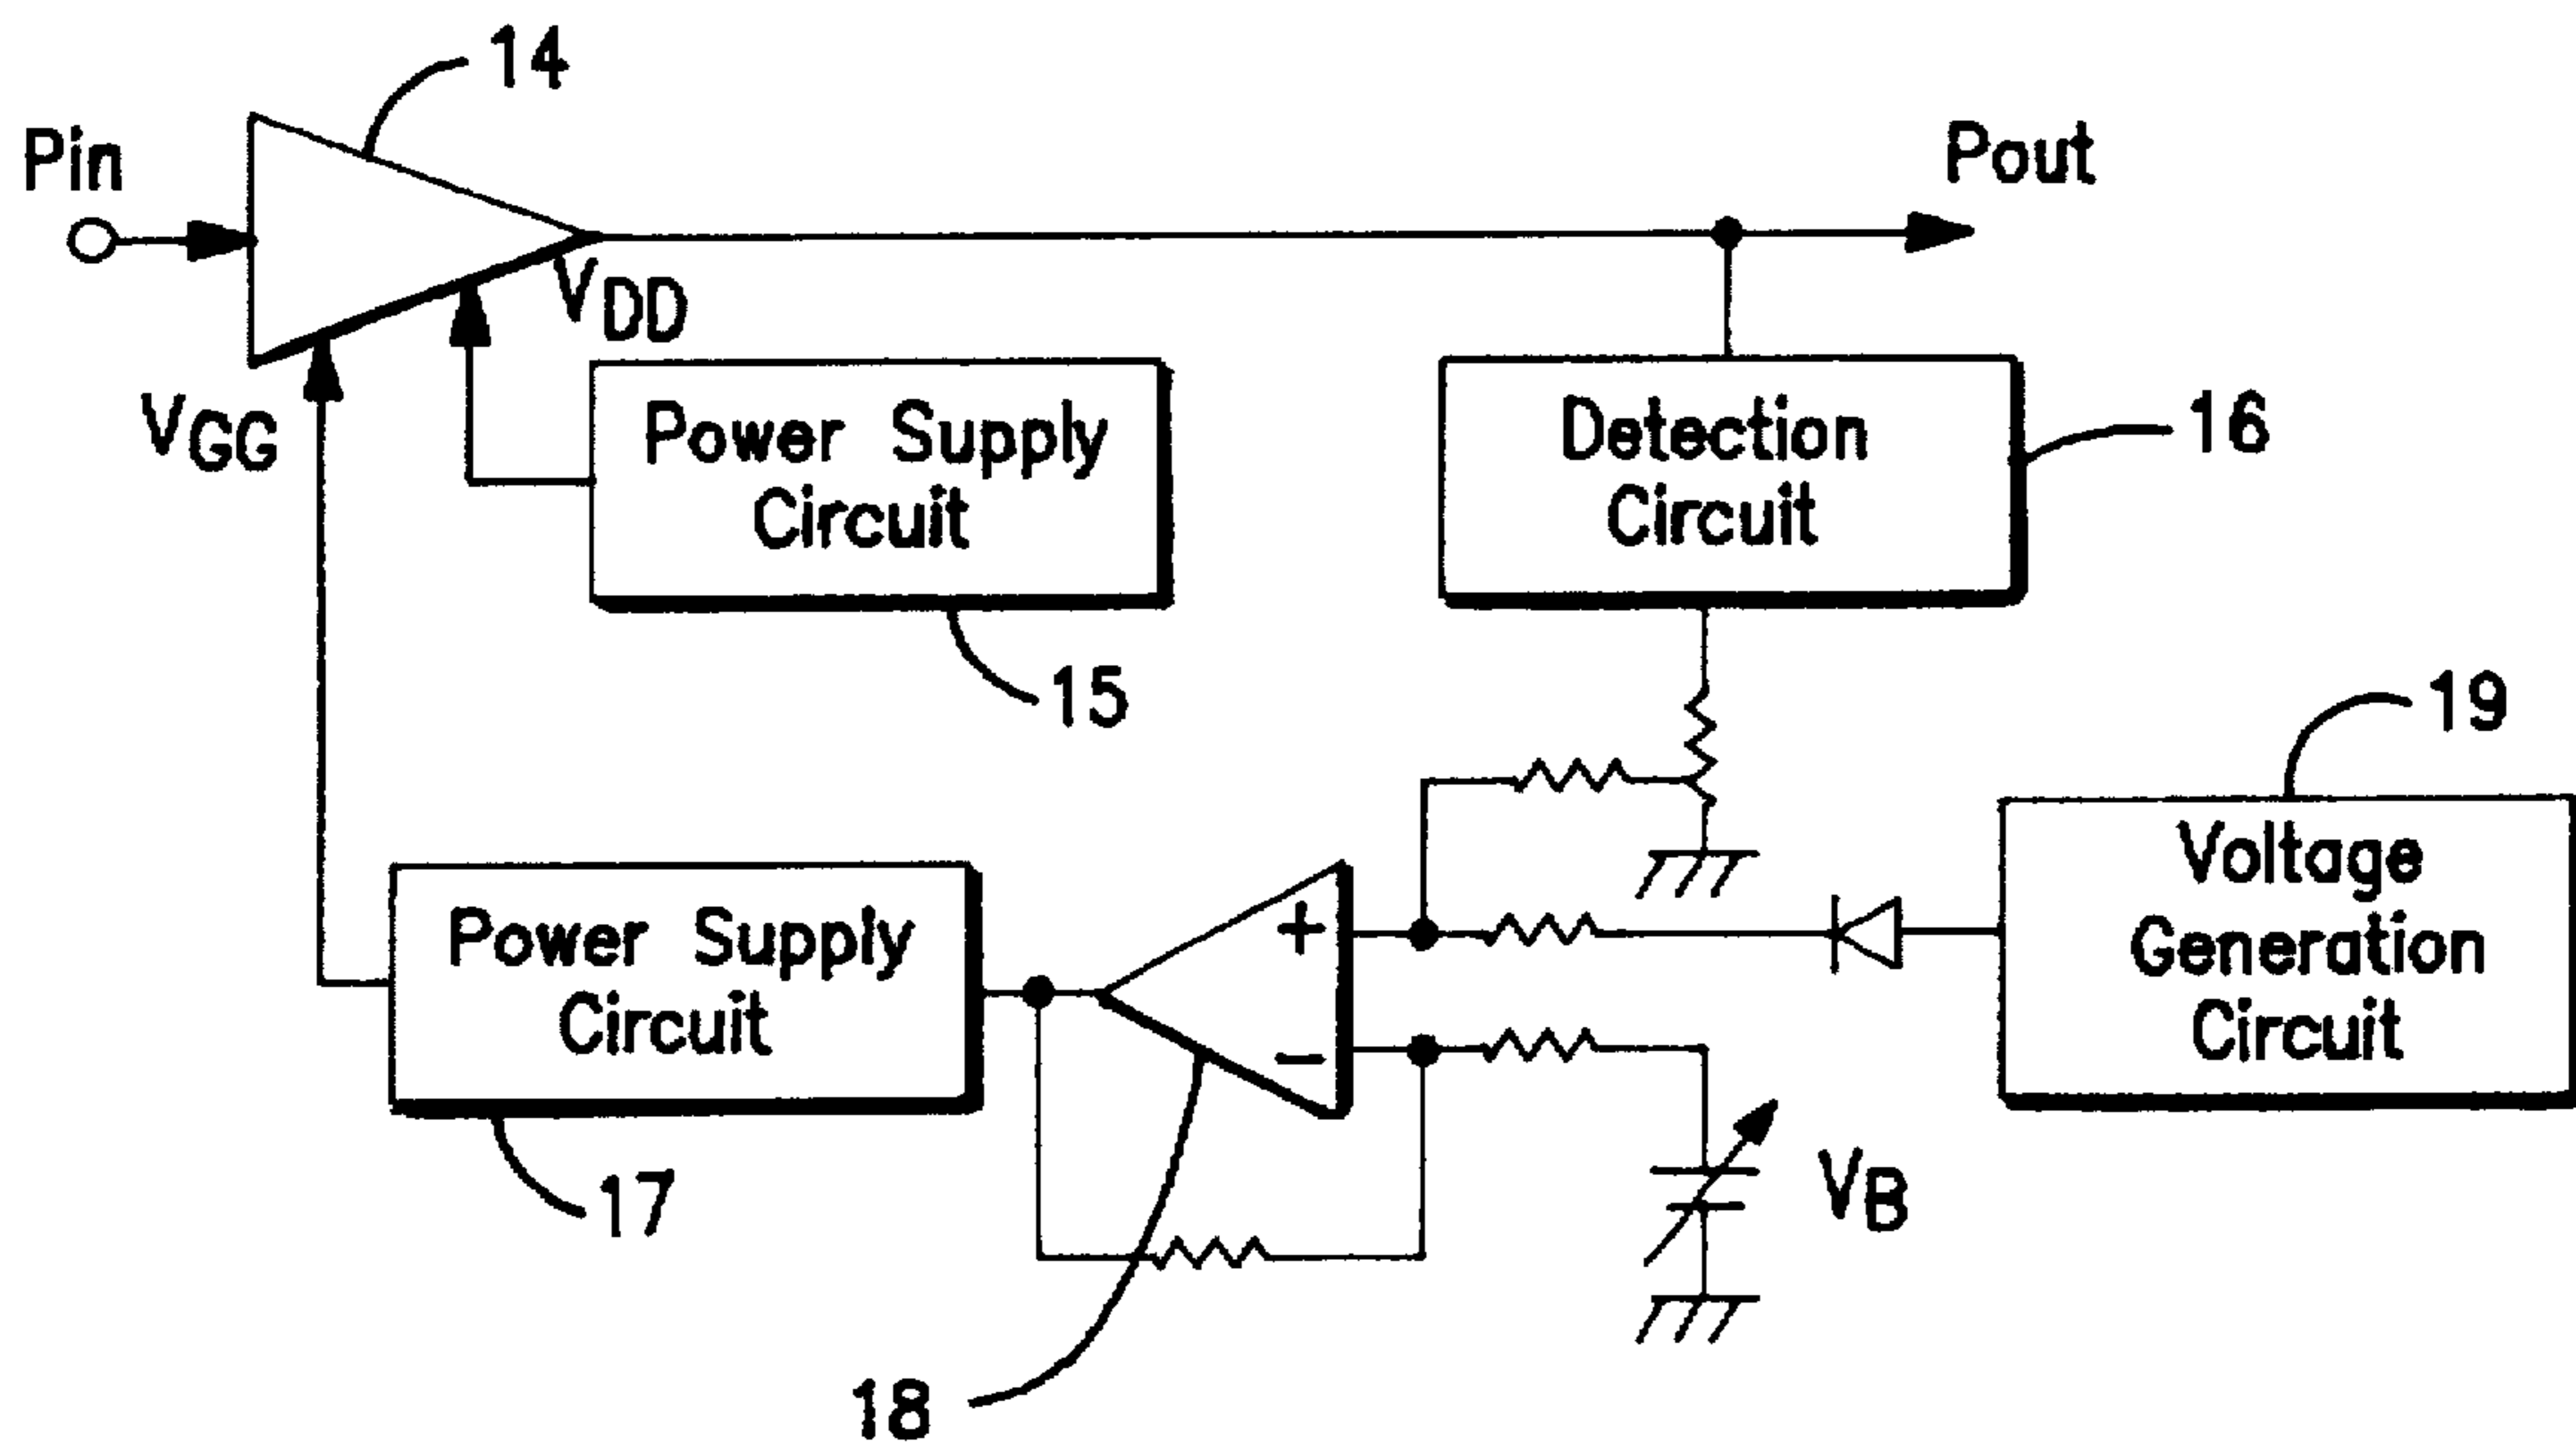 14
Pin
Pout
VDD
VGG
Power Supply
Circuit
Detection
Circuit
16
15
19
Voltage
Generation
Circuit
+
Power Supply
Circuit
−
17
VB
18